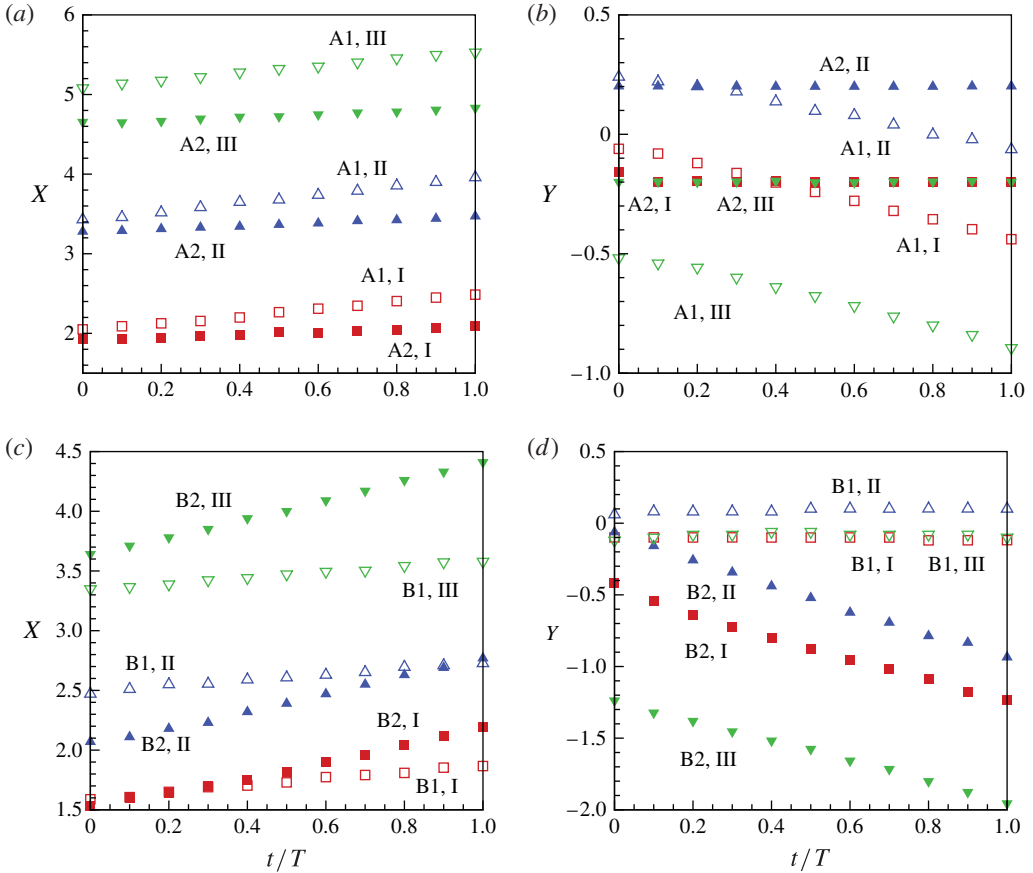 (a)
6
5
4
3
2
X
0
0.2
0.4
0.6
0.8
1.0
A1, III
A2, III
A1, II
A2, II
A1, I
A2, I
(b)
0.5
0
−0.5
−1.0
Y
0
0.2
0.4
0.6
0.8
1.0
A2, II
A1, II
A2, I
A2, III
A1, I
A1, III
(c)
4.5
4.0
3.5
3.0
2.5
2.0
1.5
X
0
0.2
0.4
0.6
0.8
1.0
t/T
B2, III
B1, III
B1, II
B2, II
B2, I
B1, I
(d)
0.5
0
−0.5
−1.0
−1.5
−2.0
Y
0
0.2
0.4
0.6
0.8
1.0
t/T
B1, II
B1, I
B1, III
B2, II
B2, I
B2, III